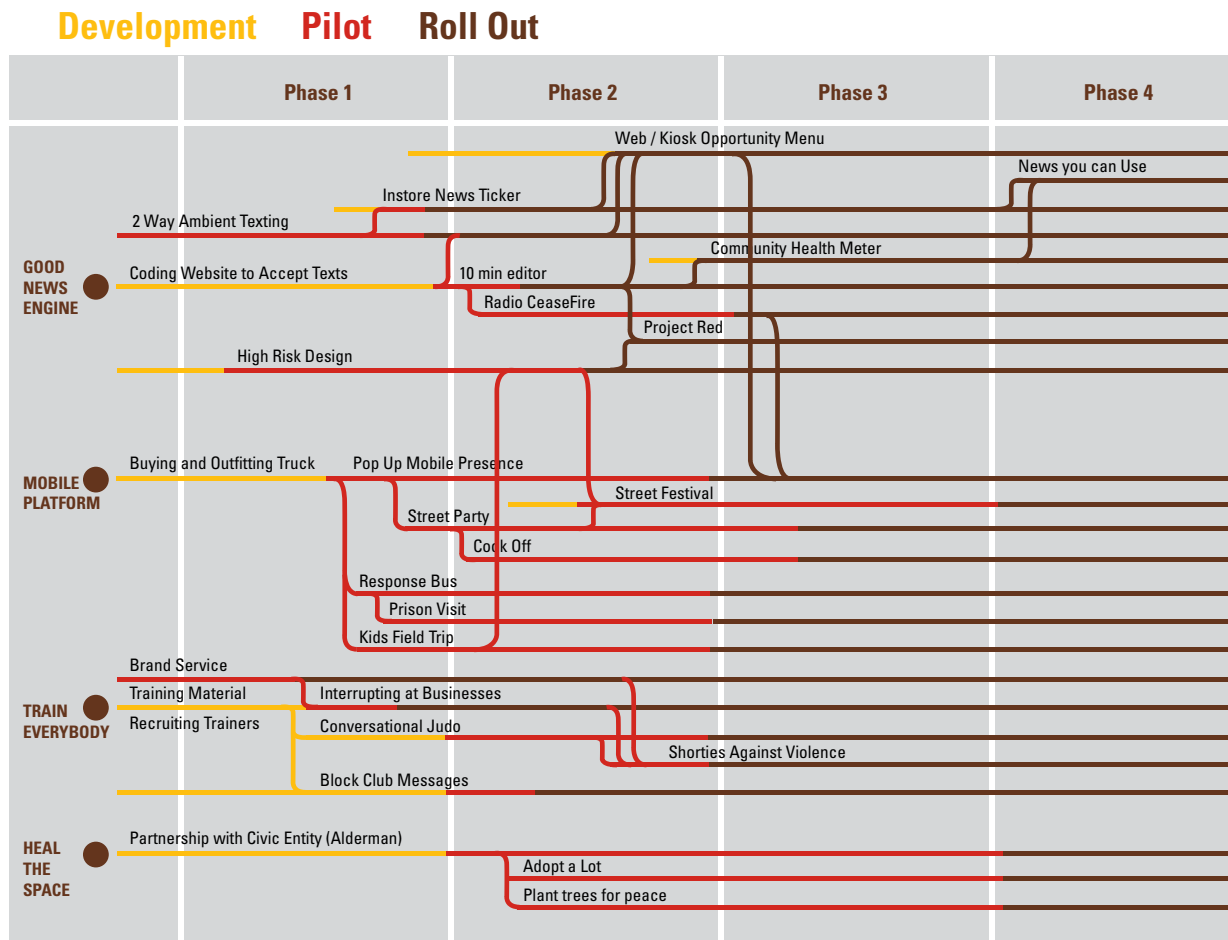 Development Pilot Roll Out
Phase 1 Phase 2 Phase 3 Phase 4
Web / Kiosk Opportunity Menu
News you can Use
Instore News Ticker
2 Way Ambient Texting
Community Health Meter
GOOD
NEWS
ENGINE
Coding Website to Accept Texts
10 min editor
Radio CeaseFire
Project Red
High Risk Design
MOBILE
PLATFORM
Buying and Outfitting Truck
Pop Up Mobile Presence
Street Festival
Street Party
Cook Off
Response Bus
Prison Visit
Kids Field Trip
Brand Service
TRAIN
EVERYBODY
Training Material
Interrupting at Businesses
Recruiting Trainers
Conversational Judo
Shorties Against Violence
Block Club Messages
HEAL
THE
SPACE
Partnership with Civic Entity (Alderman)
Adopt a Lot
Plant trees for peace